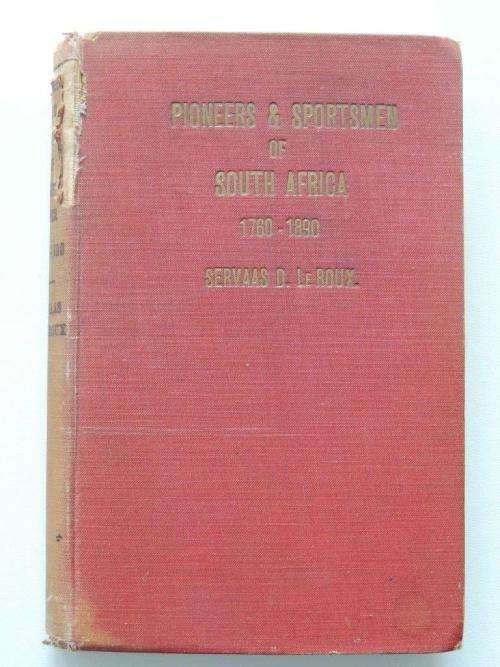 PIONEERS & SPORTSMEN
OF
SOUTH AFRICA
1760-1890
SERVAAS D. LE ROUX